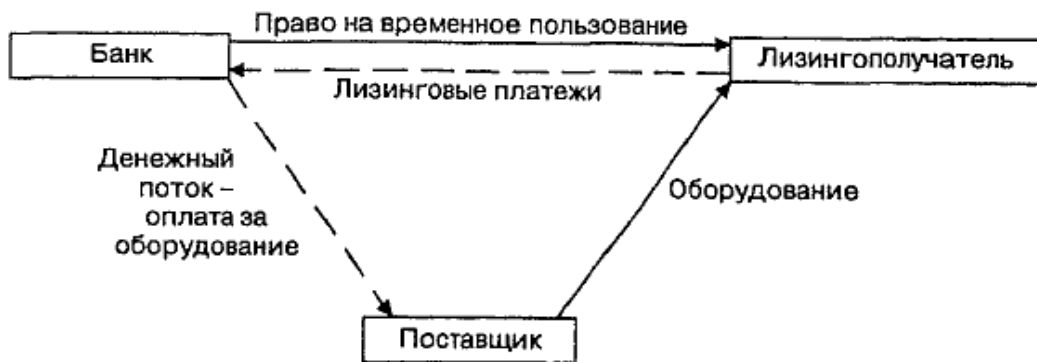 Право на временное пользование
Банк
Лизингополучатель
Лизинговые платежи
Денежный
поток –
оплата за
оборудование
Оборудование
Поставщик